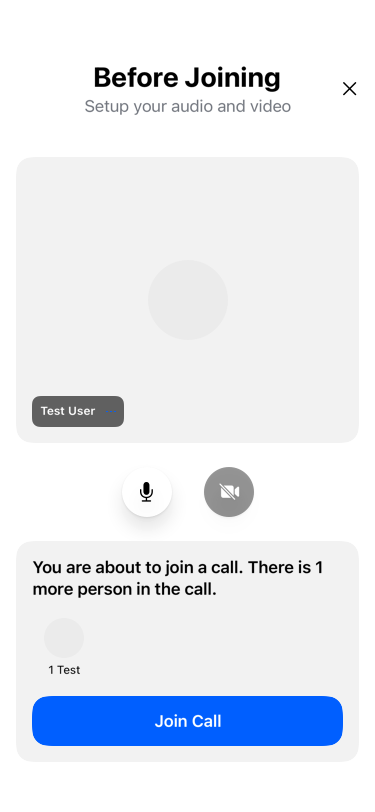 Before Joining
Setup your audio and video
Test User
You are about to join a call. There is 1
more person in the call.
1 Test
Join Call